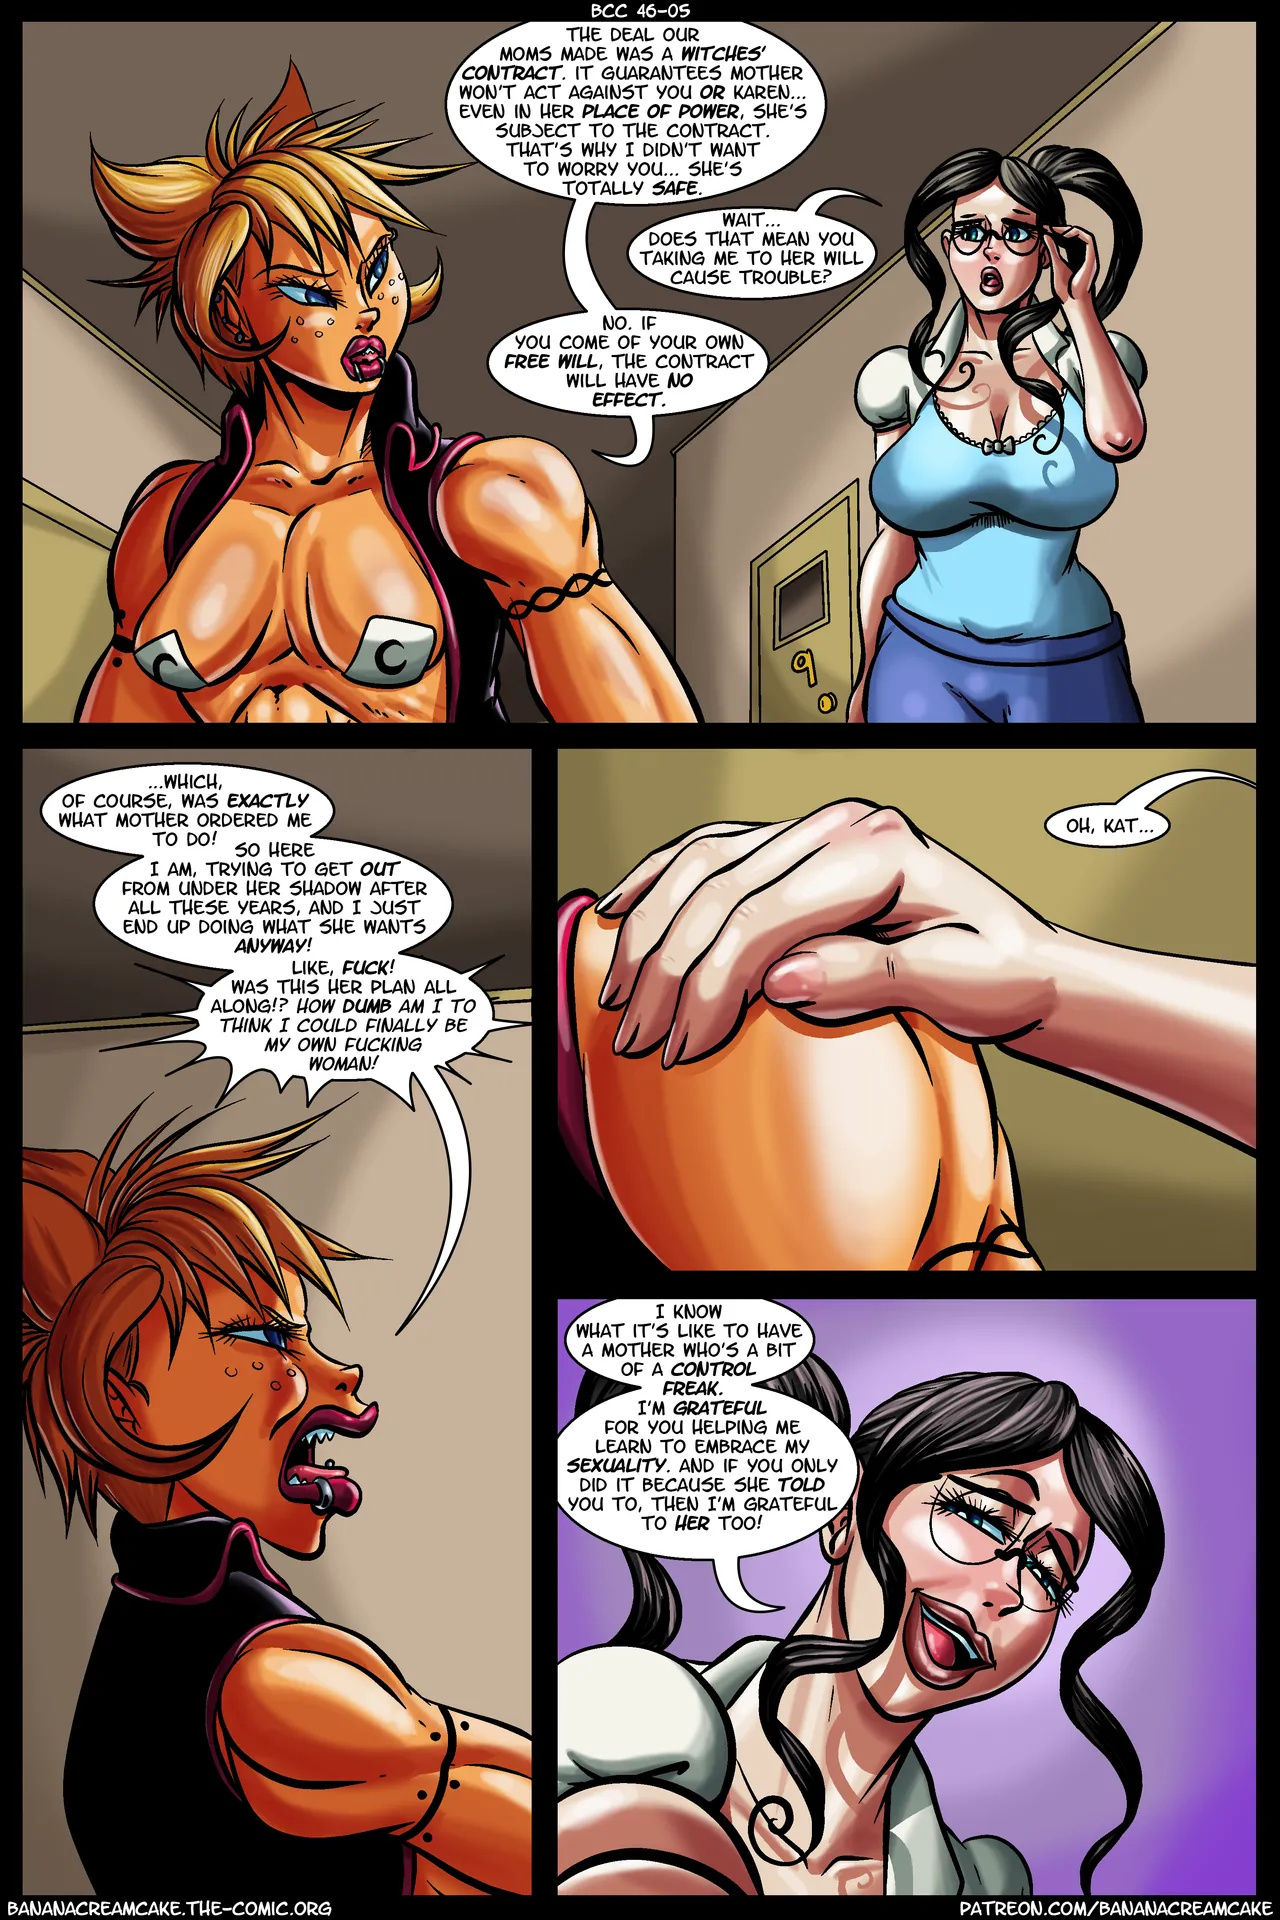 BCC 46-05
THE DEAL OUR
MOMS MADE WAS A WITCHES'
CONTRACT. IT GUARANTEES MOTHER
WON'T ACT AGAINST YOU OR KAREN...
EVEN IN HER PLACE OF POWER, SHE'S
SUBJECT TO THE CONTRACT.
THAT'S WHY I DIDN'T WANT
TO WORRY YOU... SHE'S
TOTALLY SAFE.
WAIT...
DOES THAT MEAN YOU
TAKING ME TO HER WILL
CAUSE TROUBLE?
NO. IF
YOU COME OF YOUR OWN
FREE WILL, THE CONTRACT
WILL HAVE NO
EFFECT.
9
...WHICH,
OF COURSE, WAS EXACTLY
WHAT MOTHER ORDERED ME
TO DO!
SO HERE
I AM, TRYING TO GET OUT
FROM UNDER HER SHADOW AFTER
ALL THESE YEARS, AND I JUST
END UP DOING WHAT SHE WANTS
ANYWAY!
LIKE, FUCK!
WAS THIS HER PLAN ALL
ALONG!? HOW DUMB AM I TO
THINK I COULD FINALLY BE
MY OWN FUCKING
WOMAN!
OH, KAT...
I KNOW
WHAT IT'S LIKE TO HAVE
A MOTHER WHO'S A BIT
OF A CONTROL
FREAK.
I'M GRATEFUL
FOR YOU HELPING ME
LEARN TO EMBRACE MY
SEXUALITY. AND IF YOU ONLY
DID IT BECAUSE SHE TOLD
YOU TO, THEN I'M GRATEFUL
TO HER TOO!
BANANACREAMCAKE.THE-COMIC.ORG
PATREON.COM/BANANACREAMCAKE